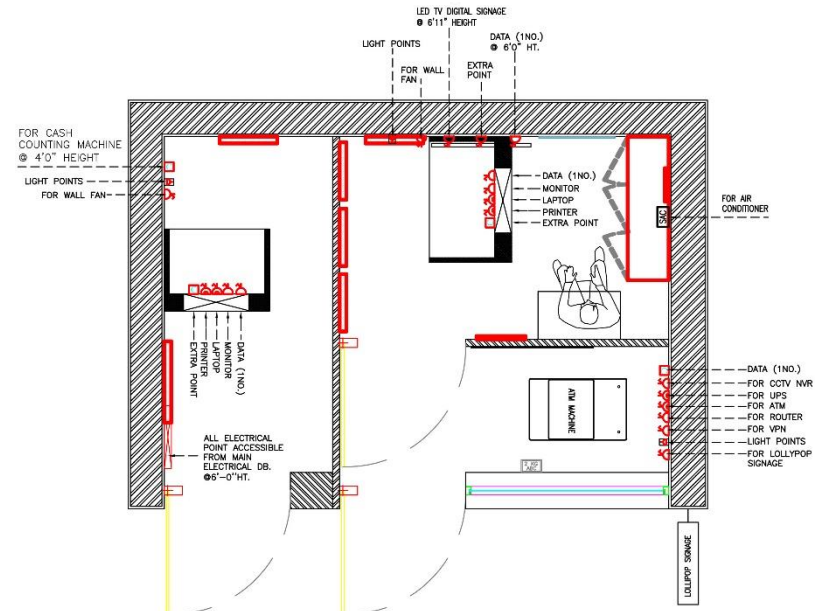 LED TV DIGITAL SIGNAGE
@ 6'11" HEIGHT
LIGHT POINTS
DATA (1NO.)
@ 6'0" HT.
FOR WALL
FAN
EXTRA
POINT
FOR CASH
COUNTING MACHINE
@ 4'0" HEIGHT
LIGHT POINTS
FOR WALL FAN
DATA (1NO.)
MONITOR
LAPTOP
PRINTER
EXTRA POINT
SAC
FOR AIR
CONDITIONER
EXTRA POINT
PRINTER
LAPTOP
MONITOR
DATA (1NO.)
ATM MACHINE
DATA (1NO.)
FOR CCTV NVR
FOR UPS
FOR ATM
FOR ROUTER
FOR VPN
LIGHT POINTS
FOR LOLLYPOP
SIGNAGE
ALL ELECTRICAL
POINT ACCESSIBLE
FROM MAIN
ELECTRICAL DB.
@6'-0"HT.
KG
ABC
LOLLIPOP SIGNAGE